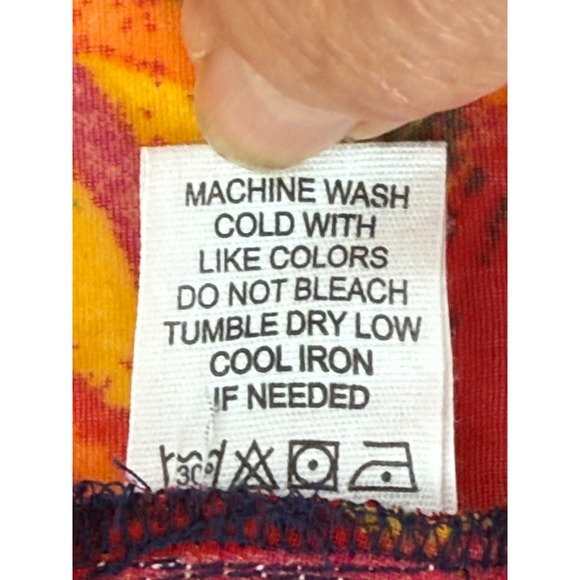 MACHINE WASH
COLD WITH
LIKE COLORS
DO NOT BLEACH
TUMBLE DRY LOW
COOL IRON
IF NEEDED
30°